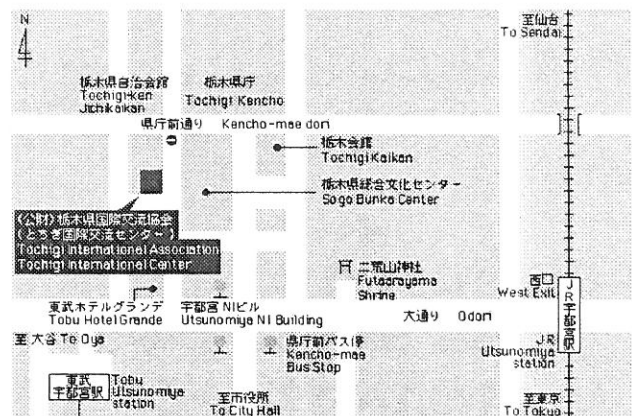 N
至仙台
To Sendai
栃木県自治会館
Tochigi-ken
Jichikaikan
栃木県庁
Tochigi Kencho
県庁前通り Kencho-mae dori
栃木会館
Tochigi Kaikan
栃木県総合文化センター
Sogo Bunka Center
(公財)栃木県国際交流協会
(とちぎ国際交流センター)
Tochigi International Association
Tochigi International Center
二荒山神社
Futaarayama
Shrine
西口
West Exit
JR宇都宮駅
東武ホテルグランデ
Tobu Hotel Grande
宇都宮NIビル
Utsunomiya NI Building
大通り Odori
至大谷 To Oya
県庁前バス停
Kencho-mae
Bus Stop
JR
Utsunomiya
station
東武
宇都宮駅
Tobu
Utsunomiya
station
至市役所
To City Hall
至東京
To Tokyo